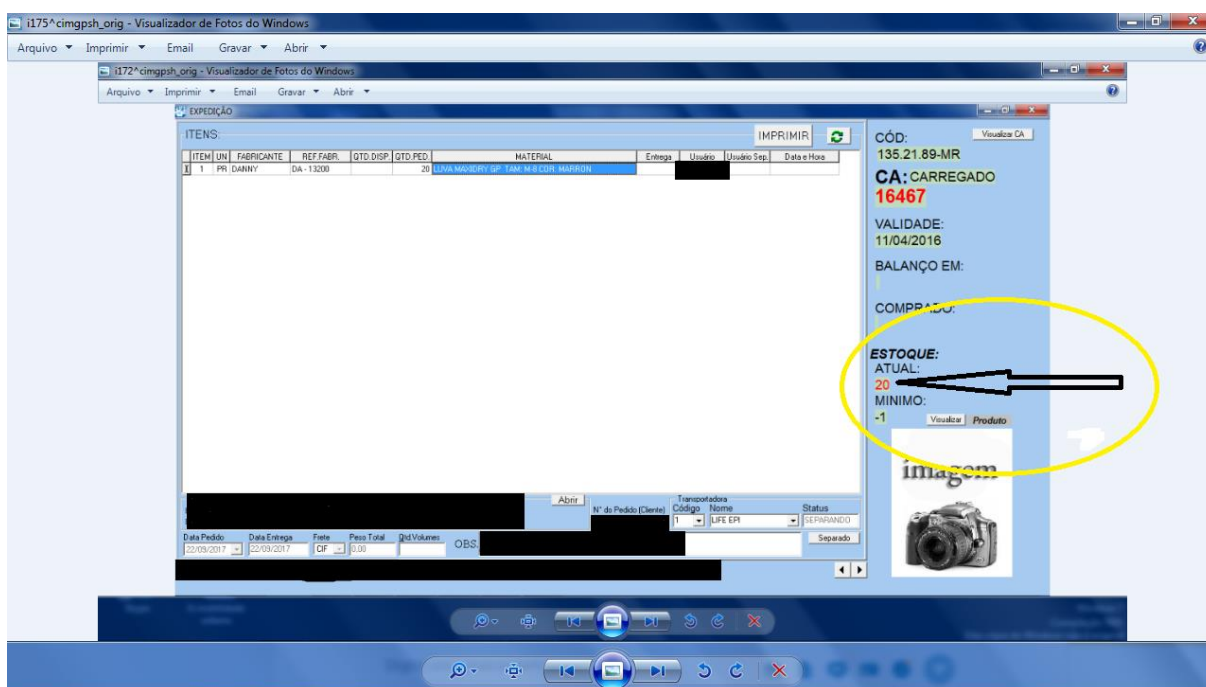 i175^cimgpsh_orig - Visualizador de Fotos do Windows
Arquivo Imprimir Email Gravar Abrir
i172^cimgpsh_orig - Visualizador de Fotos do Windows
Arquivo Imprimir Email Gravar Abrir
EXPEDIÇÃO
ITENS:
IMPRIMIR
ITEM UN FABRICANTE REF.FABR. QTD.DISP. QTD.PED. MATERIAL Entrega Usuário Usuário Sep. Data e Hora
1 PR DANNY DA - 13200 20 LUVA MAXIDRY GP TAM: M-8 COR: MARRON
CÓD:
Visualizar CA
135.21.89-MR
CA: CARREGADO
16467
VALIDADE:
11/04/2016
BALANÇO EM:
COMPRADO:
ESTOQUE:
ATUAL:
20
MINIMO:
-1
Visualizar Produto
imagem
Abrir
N° do Pedido (Cliente)
Transportadora
Código Nome
Status
1 LIFE EPI
SEPARANDO
Data Pedido Data Entrega Frete Peso Total Qtd.Volumes
22/09/2017 22/09/2017 CIF 0.00
OBS.
Separado